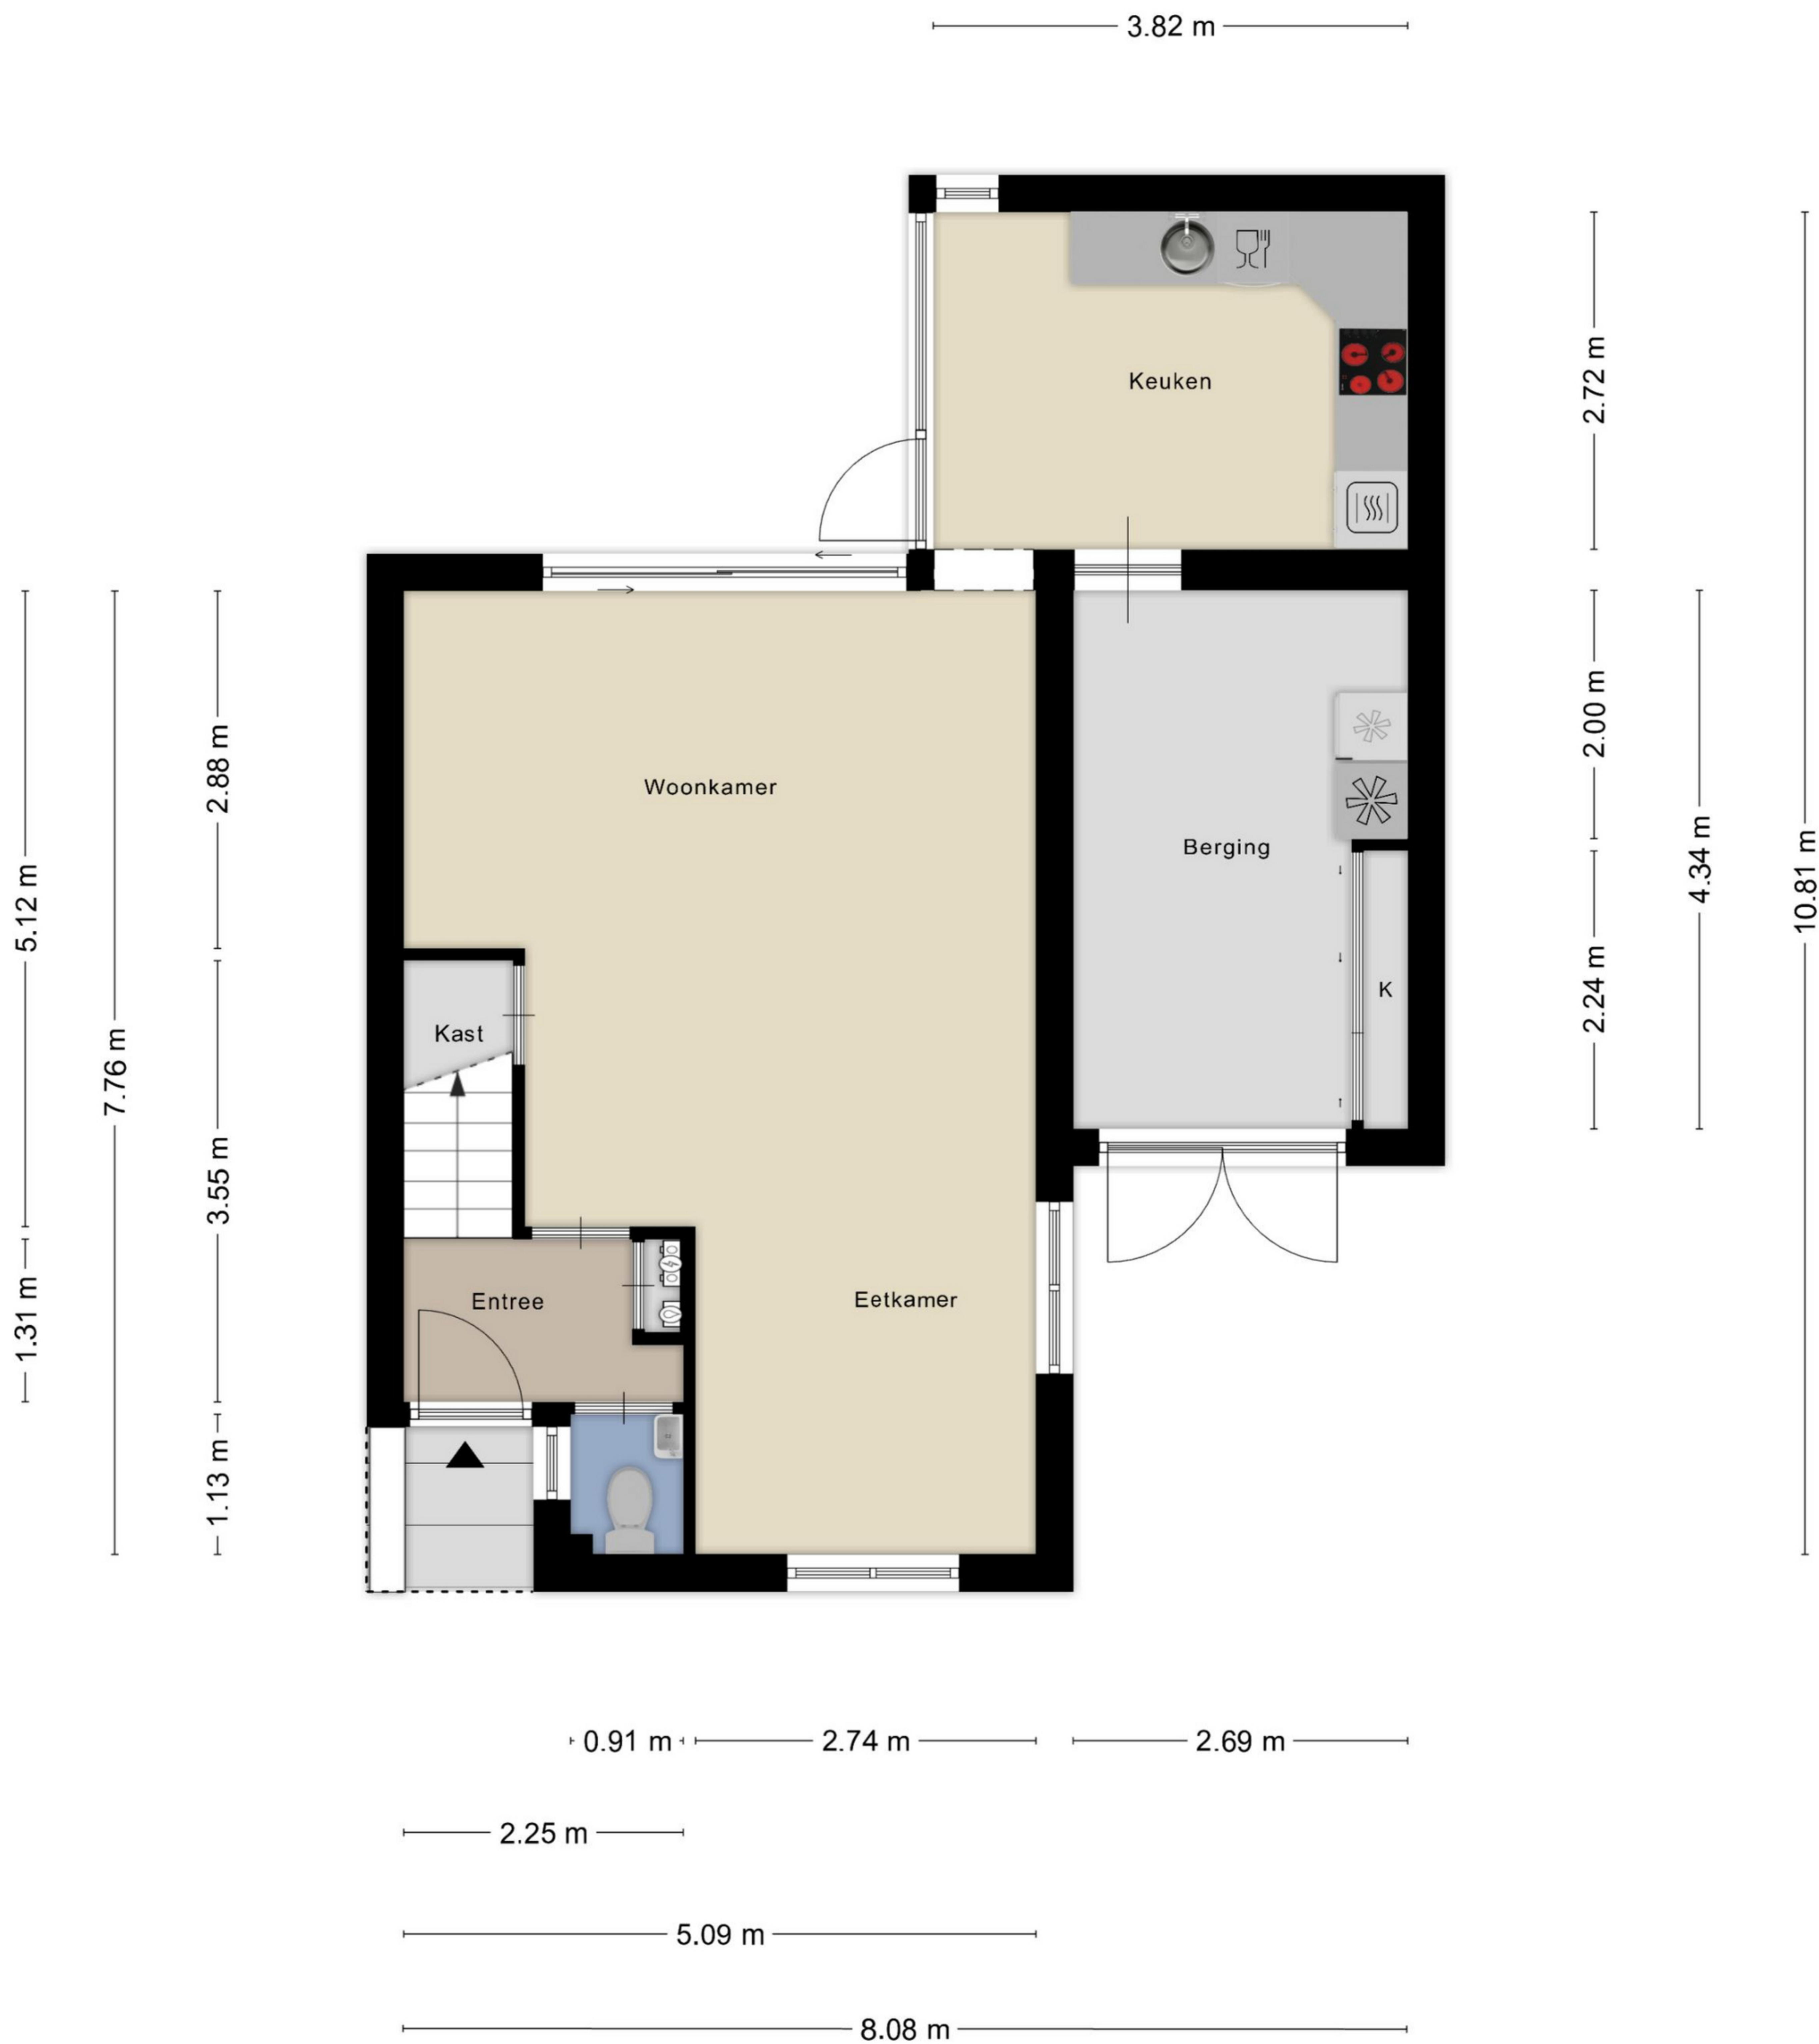 3.82 m
Keuken
2.72 m
Woonkamer
2.88 m
2.00 m
Berging
4.34 m
10.81 m
5.12 m
7.76 m
2.24 m
K
Kast
3.55 m
Entree
Eetkamer
1.31 m
1.13 m
0.91 m
2.74 m
2.69 m
2.25 m
5.09 m
8.08 m